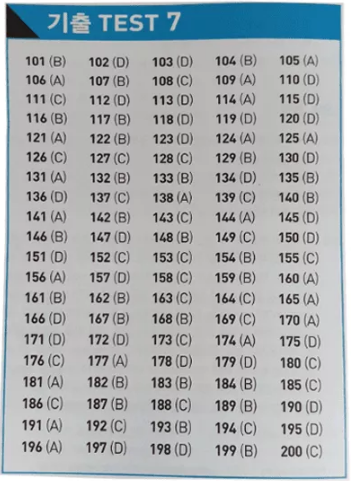 기출 TEST 7
101 (B) 102 (D) 103 (D) 104 (B) 105 (A)
106 (A) 107 (B) 108 (C) 109 (A) 110 (D)
111 (C) 112 (D) 113 (D) 114 (A) 115 (D)
116 (B) 117 (B) 118 (D) 119 (D) 120 (D)
121 (A) 122 (B) 123 (D) 124 (A) 125 (A)
126 (C) 127 (C) 128 (C) 129 (B) 130 (D)
131 (A) 132 (B) 133 (B) 134 (D) 135 (B)
136 (D) 137 (C) 138 (A) 139 (C) 140 (B)
141 (A) 142 (B) 143 (C) 144 (A) 145 (D)
146 (B) 147 (D) 148 (B) 149 (C) 150 (D)
151 (D) 152 (C) 153 (C) 154 (B) 155 (C)
156 (A) 157 (D) 158 (C) 159 (B) 160 (A)
161 (B) 162 (B) 163 (C) 164 (C) 165 (A)
166 (D) 167 (B) 168 (B) 169 (C) 170 (A)
171 (D) 172 (D) 173 (C) 174 (A) 175 (D)
176 (C) 177 (A) 178 (D) 179 (D) 180 (C)
181 (A) 182 (B) 183 (B) 184 (B) 185 (C)
186 (C) 187 (B) 188 (C) 189 (B) 190 (D)
191 (A) 192 (C) 193 (B) 194 (C) 195 (D)
196 (A) 197 (D) 198 (D) 199 (B) 200 (C)